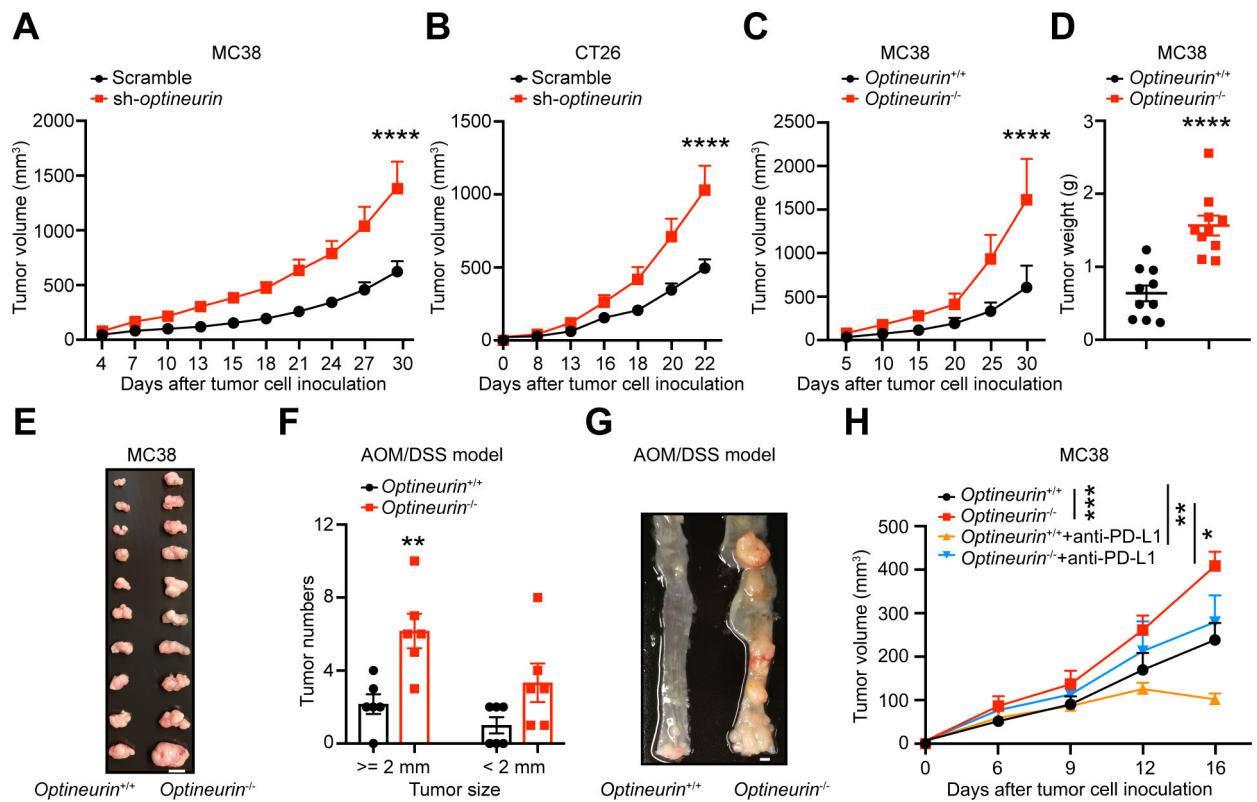 A
MC38
Scramble
sh-optineurin
****
Tumor volume (mm³)
2000
1500
1000
500
0
4 7 10 13 15 18 21 24 27 30
Days after tumor cell inoculation
B
CT26
Scramble
sh-optineurin
****
Tumor volume (mm³)
1500
1000
500
0
0 8 13 16 18 20 22
Days after tumor cell inoculation
C
MC38
Optineurin⁺/⁺
Optineurin⁻/⁻
****
Tumor volume (mm³)
2500
2000
1500
1000
500
0
5 10 15 20 25 30
Days after tumor cell inoculation
D
MC38
Optineurin⁺/⁺
Optineurin⁻/⁻
****
Tumor weight (g)
3
2
1
0
E
MC38
Optineurin⁺/⁺ Optineurin⁻/⁻
F
AOM/DSS model
Optineurin⁺/⁺
Optineurin⁻/⁻
**
Tumor numbers
12
8
4
0
>= 2 mm < 2 mm
Tumor size
G
AOM/DSS model
Optineurin⁺/⁺ Optineurin⁻/⁻
H
MC38
Optineurin⁺/⁺
Optineurin⁻/⁻
Optineurin⁺/⁺+anti-PD-L1
Optineurin⁻/⁻+anti-PD-L1
***
**
*
Tumor volume (mm³)
500
400
300
200
100
0
0 6 9 12 16
Days after tumor cell inoculation